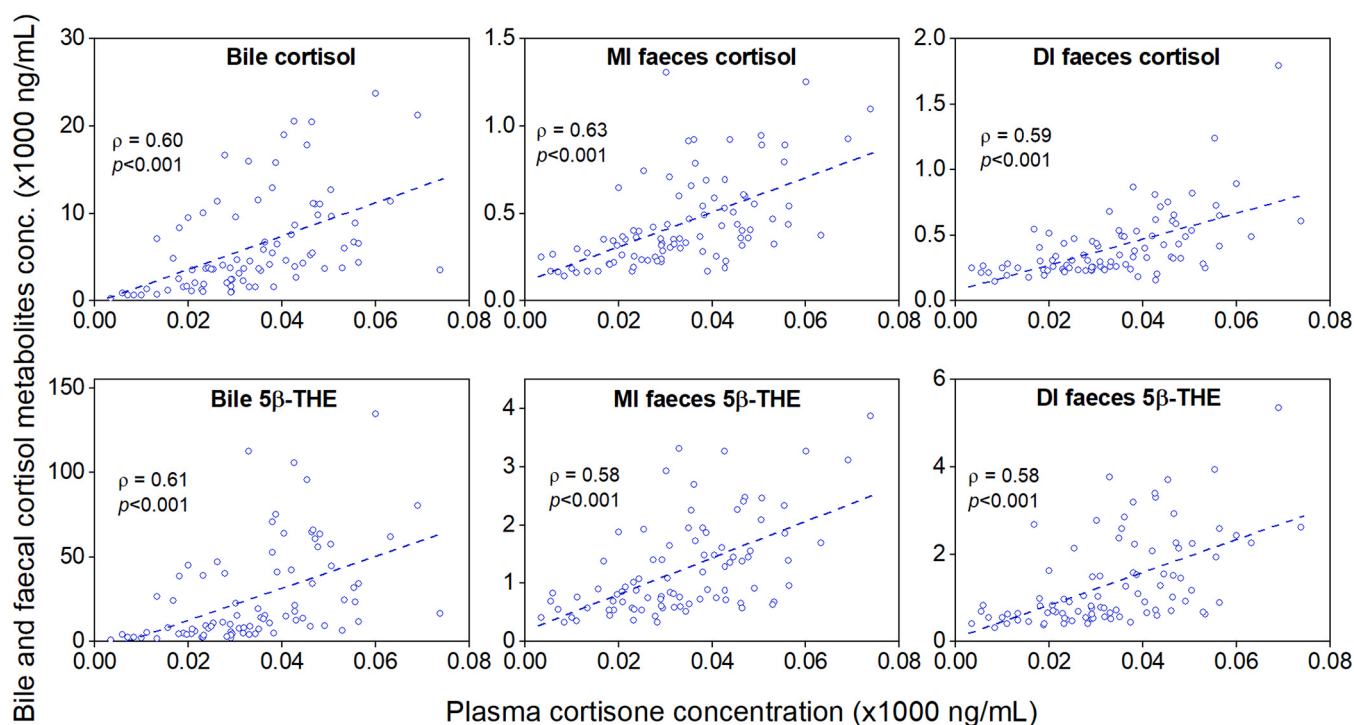 Bile and faecal cortisol metabolites conc. (x1000 ng/mL)
Bile cortisol
ρ = 0.60
p<0.001
30
20
10
0
0.00 0.02 0.04 0.06 0.08
MI faeces cortisol
ρ = 0.63
p<0.001
1.5
1.0
0.5
0.0
0.00 0.02 0.04 0.06 0.08
DI faeces cortisol
ρ = 0.59
p<0.001
2.0
1.5
1.0
0.5
0.0
0.00 0.02 0.04 0.06 0.08
Bile 5β-THE
ρ = 0.61
p<0.001
150
100
50
0
0.00 0.02 0.04 0.06 0.08
MI faeces 5β-THE
ρ = 0.58
p<0.001
4
3
2
1
0
0.00 0.02 0.04 0.06 0.08
DI faeces 5β-THE
ρ = 0.58
p<0.001
6
4
2
0
0.00 0.02 0.04 0.06 0.08
Plasma cortisone concentration (x1000 ng/mL)